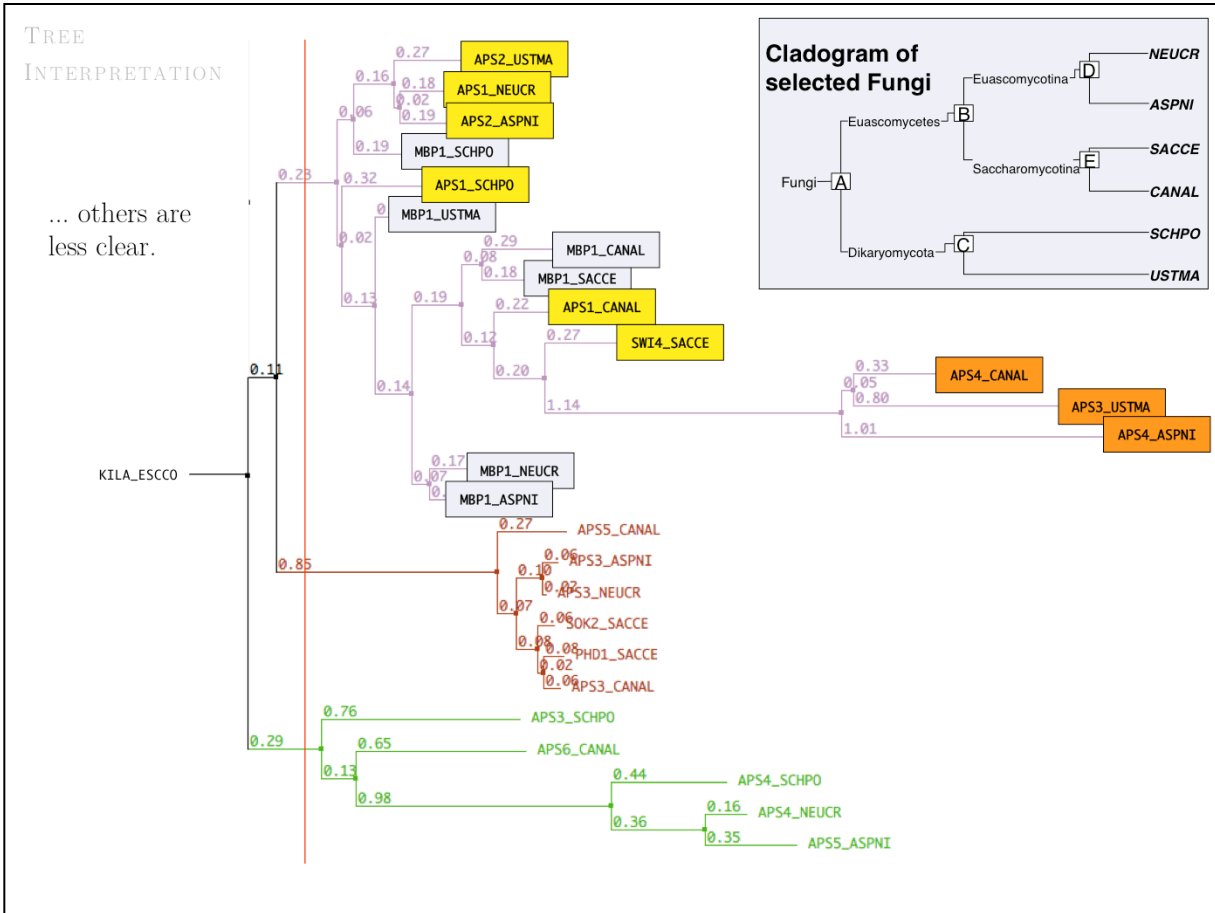 TREE
INTERPRETATION
... others are
less clear.
Cladogram of
selected Fungi
NEUCR
Euascomycotina
D
ASPNI
Euascomycetes
B
SACCE
Saccharomycotina
E
Fungi
A
CANAL
SCHPO
Dikaryomycota
C
USTMA
0.27
APS2_USTMA
0.16
0.18
APS1_NEUCR
0.02
0.19
APS2_ASPNI
0.06
0.19
MBP1_SCHPO
0.23
0.32
APS1_SCHPO
0
MBP1_USTMA
0.02
0.29
MBP1_CANAL
0.08
0.18
MBP1_SACCE
0.13
0.19
0.22
APS1_CANAL
0.12
0.27
SWI4_SACCE
0.20
0.33
APS4_CANAL
0.05
0.80
APS3_USTMA
1.14
1.01
APS4_ASPNI
0.11
0.14
0.17
MBP1_NEUCR
0.07
0.
MBP1_ASPNI
KILA_ESCCO
0.27
APS5_CANAL
0.85
0.06
APS3_ASPNI
0.10
0.02
APS3_NEUCR
0.07
0.06
SOK2_SACCE
0.08
0.08
PHD1_SACCE
0.02
0.06
APS3_CANAL
0.76
APS3_SCHPO
0.29
0.65
APS6_CANAL
0.13
0.44
APS4_SCHPO
0.98
0.16
APS4_NEUCR
0.36
0.35
APS5_ASPNI